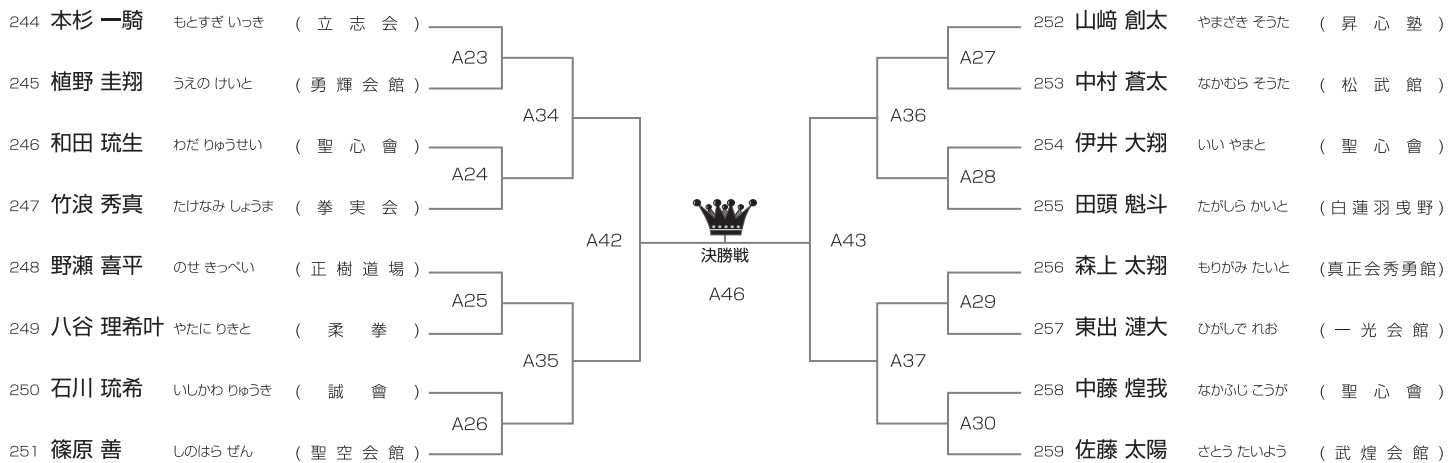 244 本杉 一騎 もとすぎ いっき (立志会)
A23
245 植野 圭翔 うえの けいと (勇輝会館)
A34
246 和田 琉生 わだ りゅうせい (聖心會)
A24
247 竹浪 秀真 たけなみ しょうま (拳実会)
A42
248 野瀬 喜平 のせ きっぺい (正樹道場)
A25
249 八谷 理希叶 やたに りきと (柔拳)
A35
250 石川 琉希 いしかわ りゅうき (誠會)
A26
251 篠原 善 しのはら ぜん (聖空会館)
決勝戦
A46
252 山﨑 創太 やまざき そうた (昇心塾)
A27
253 中村 蒼太 なかむら そうた (松武館)
A36
254 伊井 大翔 いい やまと (聖心會)
A28
255 田頭 魁斗 たがしら かいと (白蓮羽曳野)
A43
256 森上 太翔 もりがみ たいと (真正会秀勇館)
A29
257 東出 漣大 ひがしで れお (一光会館)
A37
258 中藤 煌我 なかふじ こうが (聖心會)
A30
259 佐藤 太陽 さとう たいよう (武煌会館)